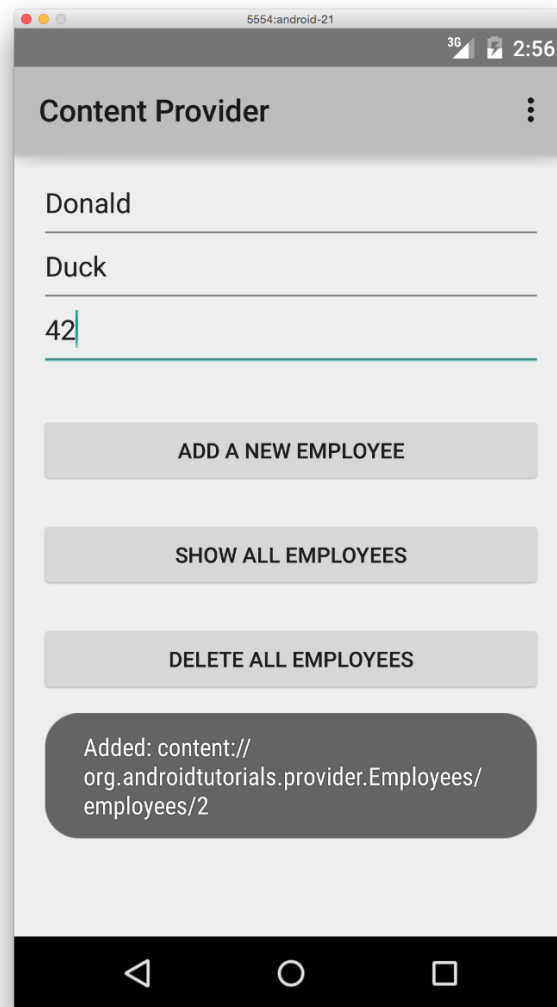 5554:android-21
3G 2:56
Content Provider
Donald
Duck
42
ADD A NEW EMPLOYEE
SHOW ALL EMPLOYEES
DELETE ALL EMPLOYEES
Added: content://
org.androidtutorials.provider.Employees/
employees/2